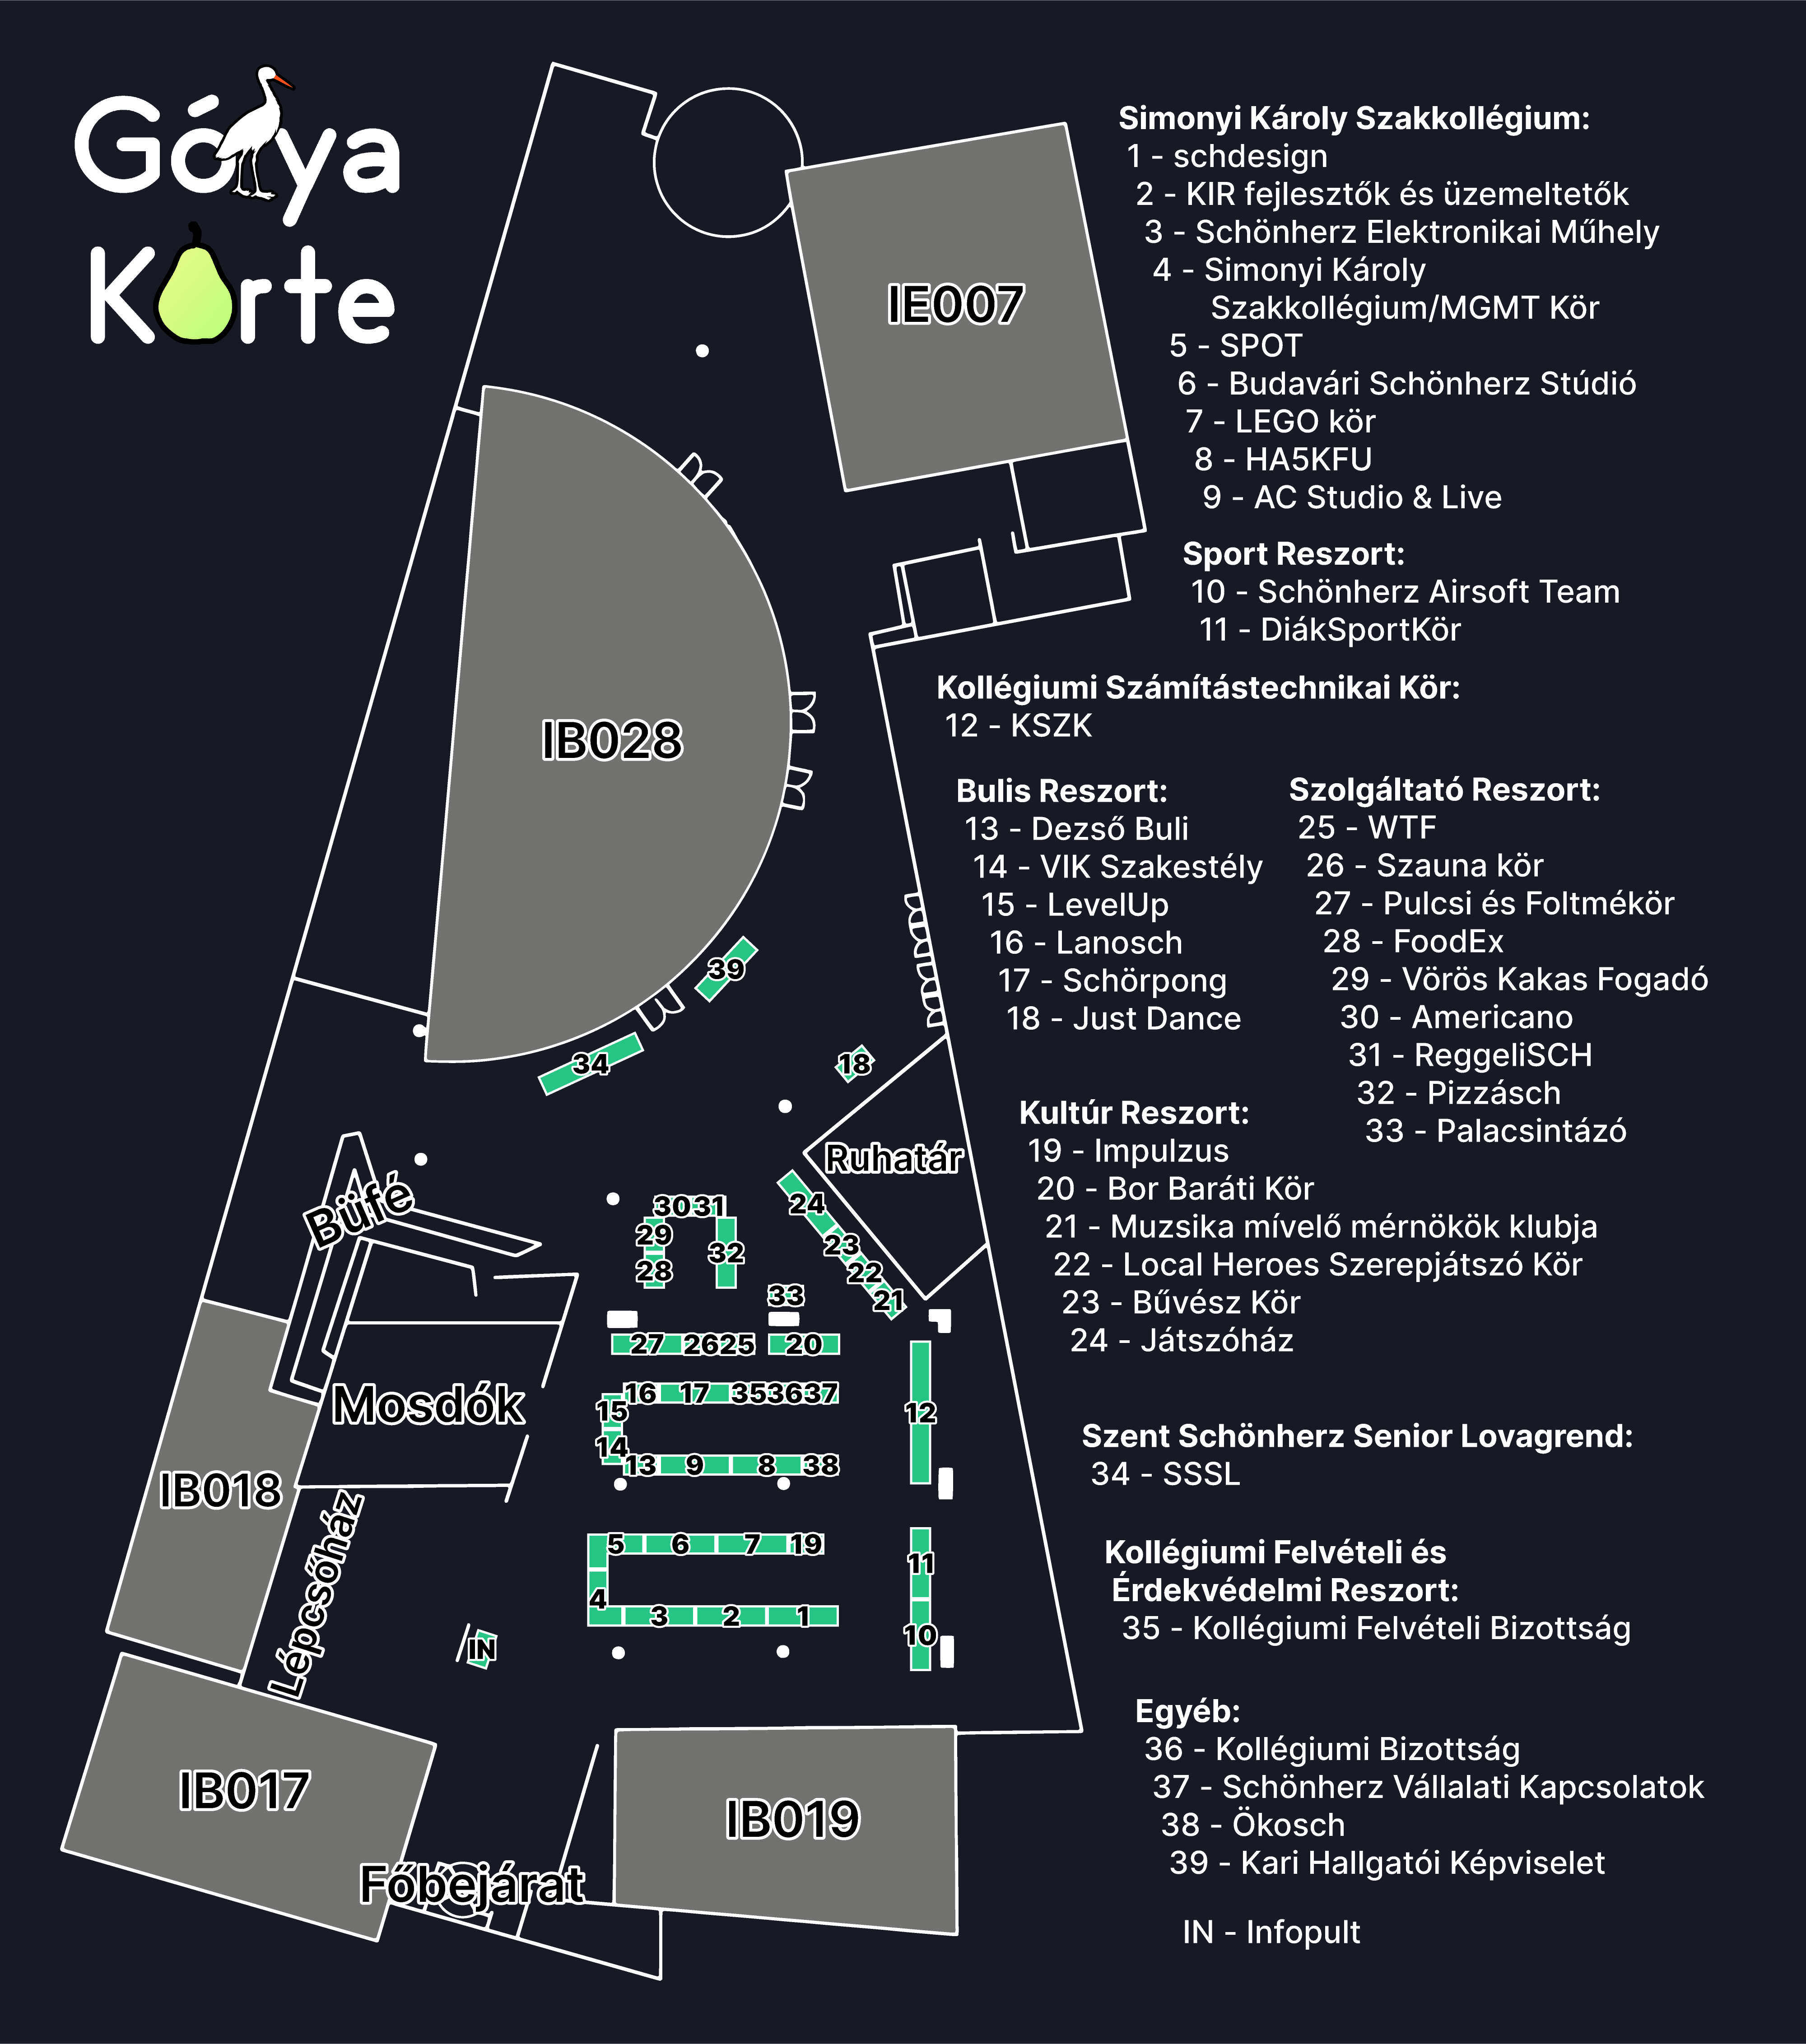 Gólya
Körte
Simonyi Károly Szakkollégium:
1 - schdesign
2 - KIR fejlesztők és üzemeltetők
3 - Schönherz Elektronikai Műhely
4 - Simonyi Károly
Szakkollégium/MGMT Kör
5 - SPOT
6 - Budavári Schönherz Stúdió
7 - LEGO kör
8 - HA5KFU
9 - AC Studio & Live
Sport Reszort:
10 - Schönherz Airsoft Team
11 - DiákSportKör
Kollégiumi Számítástechnikai Kör:
12 - KSZK
Bulis Reszort:
13 - Dezső Buli
14 - VIK Szakestély
15 - LevelUp
16 - Lanosch
17 - Schörpong
18 - Just Dance
Szolgáltató Reszort:
25 - WTF
26 - Szauna kör
27 - Pulcsi és Foltmékör
28 - FoodEx
29 - Vörös Kakas Fogadó
30 - Americano
31 - ReggeliSCH
32 - Pizzásch
33 - Palacsintázó
Kultúr Reszort:
19 - Impulzus
20 - Bor Baráti Kör
21 - Muzsika mívelő mérnökök klubja
22 - Local Heroes Szerepjátszó Kör
23 - Bűvész Kör
24 - Játszóház
Szent Schönherz Senior Lovagrend:
34 - SSSL
Kollégiumi Felvételi és
Érdekvédelmi Reszort:
35 - Kollégiumi Felvételi Bizottság
Egyéb:
36 - Kollégiumi Bizottság
37 - Schönherz Vállalati Kapcsolatok
38 - Ökosch
39 - Kari Hallgatói Képviselet
IN - Infopult
IE007
IB028
39
34
18
Ruhatár
Büfé
30 31
24
29
32
23
28
22
33
21
27 26 25 20
16 17 35 36 37
15
12
14
13 9 8 38
Mosdók
IB018
Lépcsőház
5 6 7 19
11
4
3 2 1
10
IN
IB017
IB019
Főbejárat